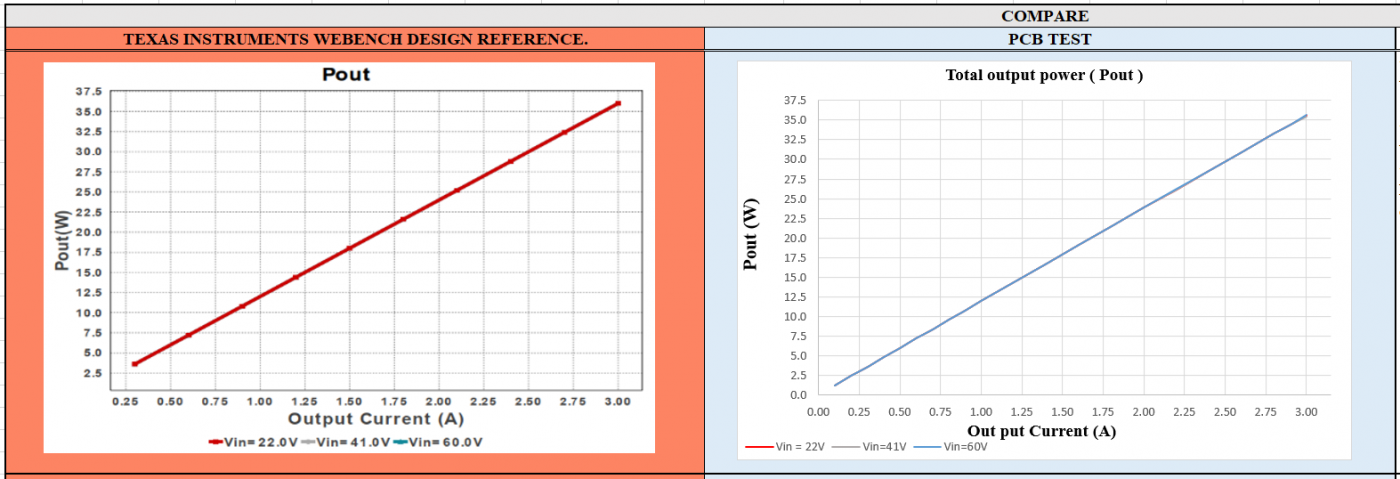 COMPARE
TEXAS INSTRUMENTS WEBENCH DESIGN REFERENCE.
PCB TEST
Pout
37.5
35.0
32.5
30.0
27.5
25.0
22.5
20.0
17.5
15.0
12.5
10.0
7.5
5.0
2.5
Pout(W)
0.25 0.50 0.75 1.00 1.25 1.50 1.75 2.00 2.25 2.50 2.75 3.00
Output Current (A)
Vin= 22.0V Vin= 41.0V Vin= 60.0V
Total output power ( Pout )
37.5
35.0
32.5
30.0
27.5
25.0
22.5
20.0
17.5
15.0
12.5
10.0
7.5
5.0
2.5
0.0
Pout (W)
0.00 0.25 0.50 0.75 1.00 1.25 1.50 1.75 2.00 2.25 2.50 2.75 3.00
Out put Current (A)
Vin = 22V Vin=41V Vin=60V